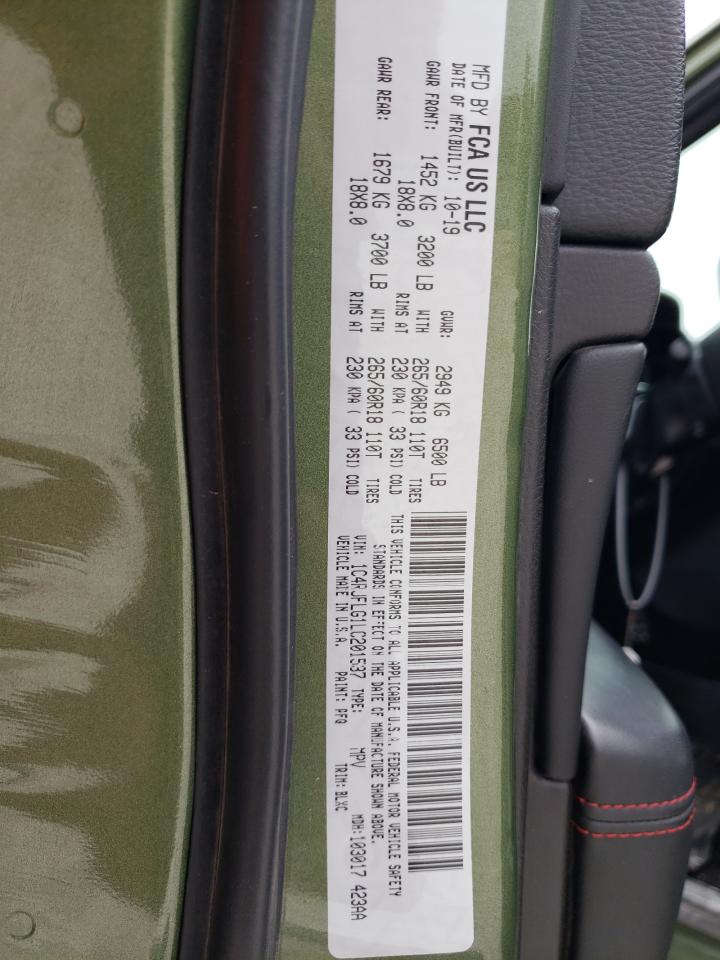 MFD BY FCA US LLC
DATE OF MFR(BUILT): 10-19 GVWR: 2949 KG 6500 LB
GAWR FRONT: 1452 KG 3200 LB WITH 265/60R18 110T TIRES
18X8.0 RIMS AT 230 KPA ( 33 PSI) COLD
GAWR REAR: 1679 KG 3700 LB WITH 265/60R18 110T TIRES
18X8.0 RIMS AT 230 KPA ( 33 PSI) COLD
THIS VEHICLE CONFORMS TO ALL APPLICABLE U.S.A. FEDERAL MOTOR VEHICLE SAFETY
STANDARDS IN EFFECT ON THE DATE OF MANUFACTURE SHOWN ABOVE.
VIN: 1C4RJFLG1LC201537 TYPE: MPV MDH:103017 423AA
VEHICLE MADE IN U.S.A. PAINT: PFQ TRIM: BLXC